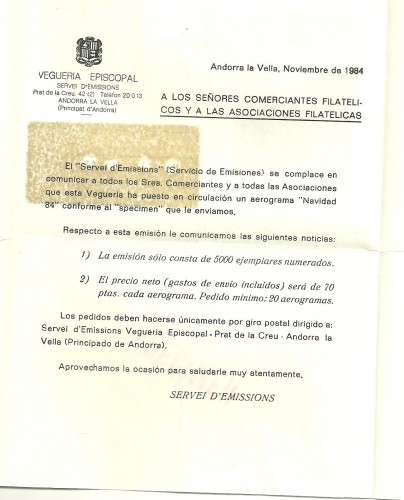 VEGUERIA EPISCOPAL
SERVEI D'EMISSIONS
Prat de la Creu, 42 (2) Telèfon 20013
ANDORRA LA VELLA
(Principat d'Andorra)
Andorra la Vella, Noviembre de 1984
A LOS SEÑORES COMERCIANTES FILATELI-
COS Y A LAS ASOCIACIONES FILATELICAS
El "Servei d'Emissions" (Servicio de Emisiones) se complace en
comunicar a todos los Sres. Comerciantes y a todas las Asociaciones
que esta Veguería ha puesto en circulación un aerograma "Navidad
84" conforme al "specimen" que le enviamos.
Respecto a esta emisión le comunicamos las siguientes noticias:
1) La emisión sólo consta de 5000 ejemplares numerados.
2) El precio neto (gastos de envío incluidos) será de 70
ptas. cada aerograma. Pedido mínimo: 20 aerogramas.
Los pedidos deben hacerse únicamente por giro postal dirigido a:
Servei d'Emissions Vegueria Episcopal - Prat de la Creu - Andorra la
Vella (Principado de Andorra).
Aprovechamos la ocasión para saludarle muy atentamente.
SERVEI D'EMISSIONS